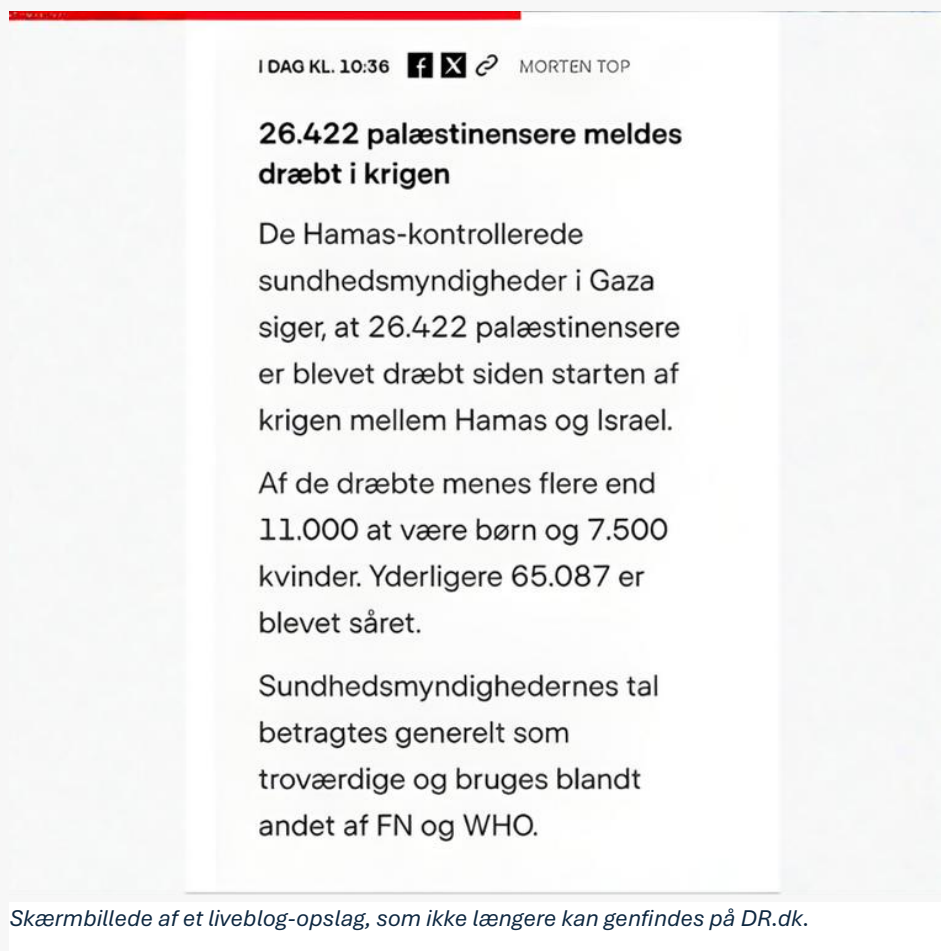 I DAG KL. 10:36 MORTEN TOP
26.422 palæstinensere meldes
dræbt i krigen
De Hamas-kontrollerede
sundhedsmyndigheder i Gaza
siger, at 26.422 palæstinensere
er blevet dræbt siden starten af
krigen mellem Hamas og Israel.
Af de dræbte menes flere end
11.000 at være børn og 7.500
kvinder. Yderligere 65.087 er
blevet såret.
Sundhedsmyndighedernes tal
betragtes generelt som
troværdige og bruges blandt
andet af FN og WHO.
Skærmbillede af et liveblog-opslag, som ikke længere kan genfindes på DR.dk.